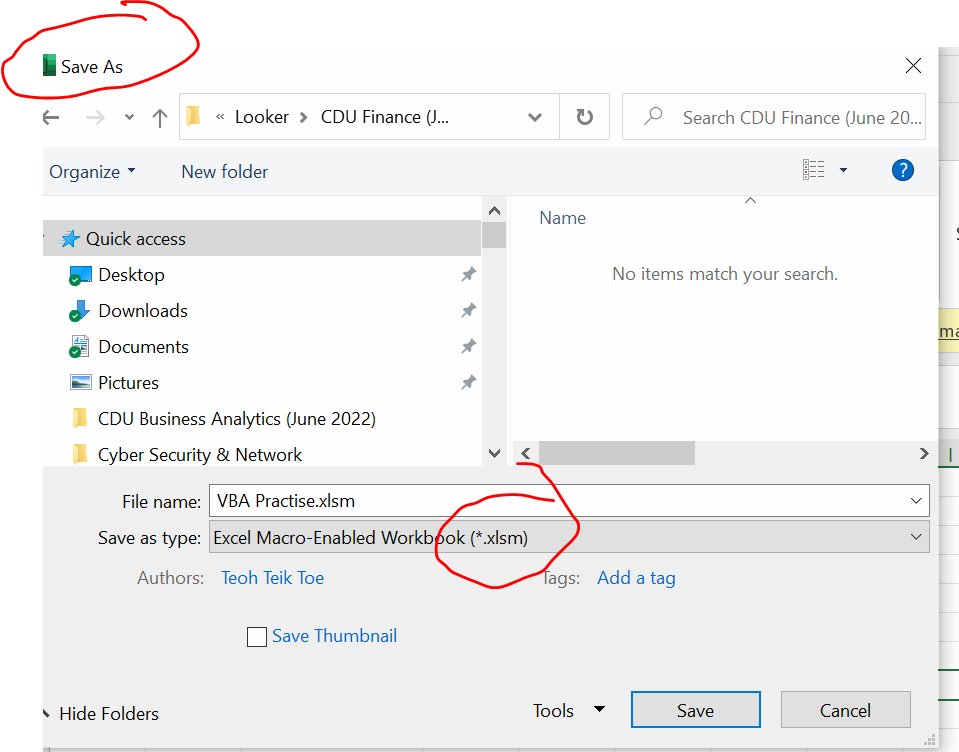 Save As
« Looker > CDU Finance (J...
Search CDU Finance (June 20...
Organize
New folder
?
Quick access
Desktop
Downloads
Documents
Pictures
CDU Business Analytics (June 2022)
Cyber Security & Network
Name
No items match your search.
File name: VBA Practise.xlsm
Save as type: Excel Macro-Enabled Workbook (*.xlsm)
Authors: Teoh Teik Toe
Tags: Add a tag
Save Thumbnail
Hide Folders
Tools
Save
Cancel